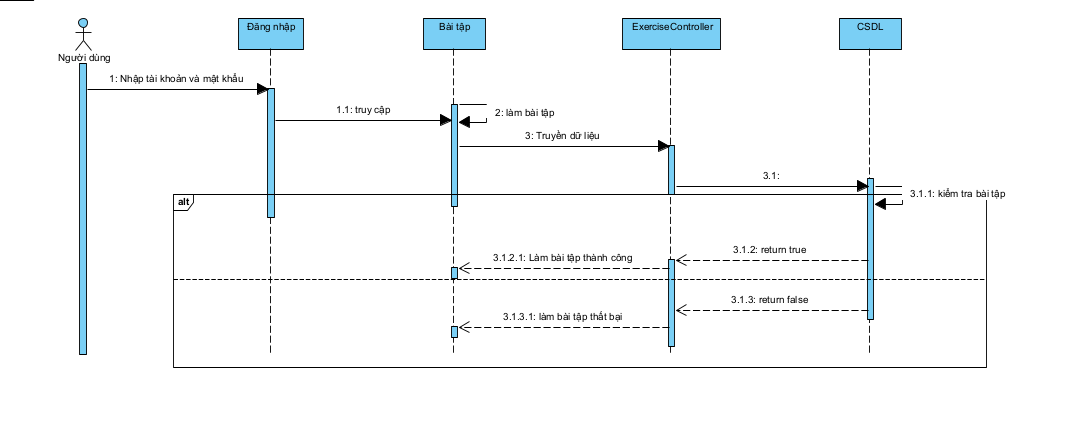 Đăng nhập
Bài tập
ExerciseController
CSDL
Người dùng
1: Nhập tài khoản và mật khẩu
1.1: truy cập
2: làm bài tập
3: Truyền dữ liệu
3.1:
3.1.1: kiểm tra bài tập
alt
3.1.2: return true
3.1.2.1: Làm bài tập thành công
3.1.3: return false
3.1.3.1: làm bài tập thất bại